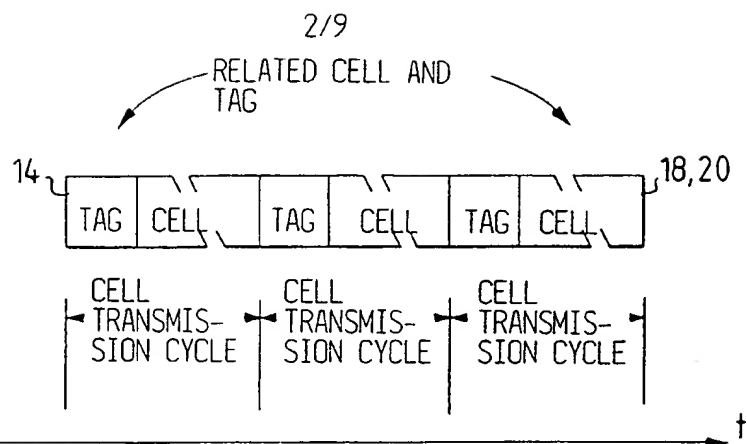 2/9
RELATED CELL AND
TAG
14
18,20
TAG CELL TAG CELL TAG CELL
CELL CELL CELL
TRANSMIS- TRANSMIS- TRANSMIS-
SION CYCLE SION CYCLE SION CYCLE
t